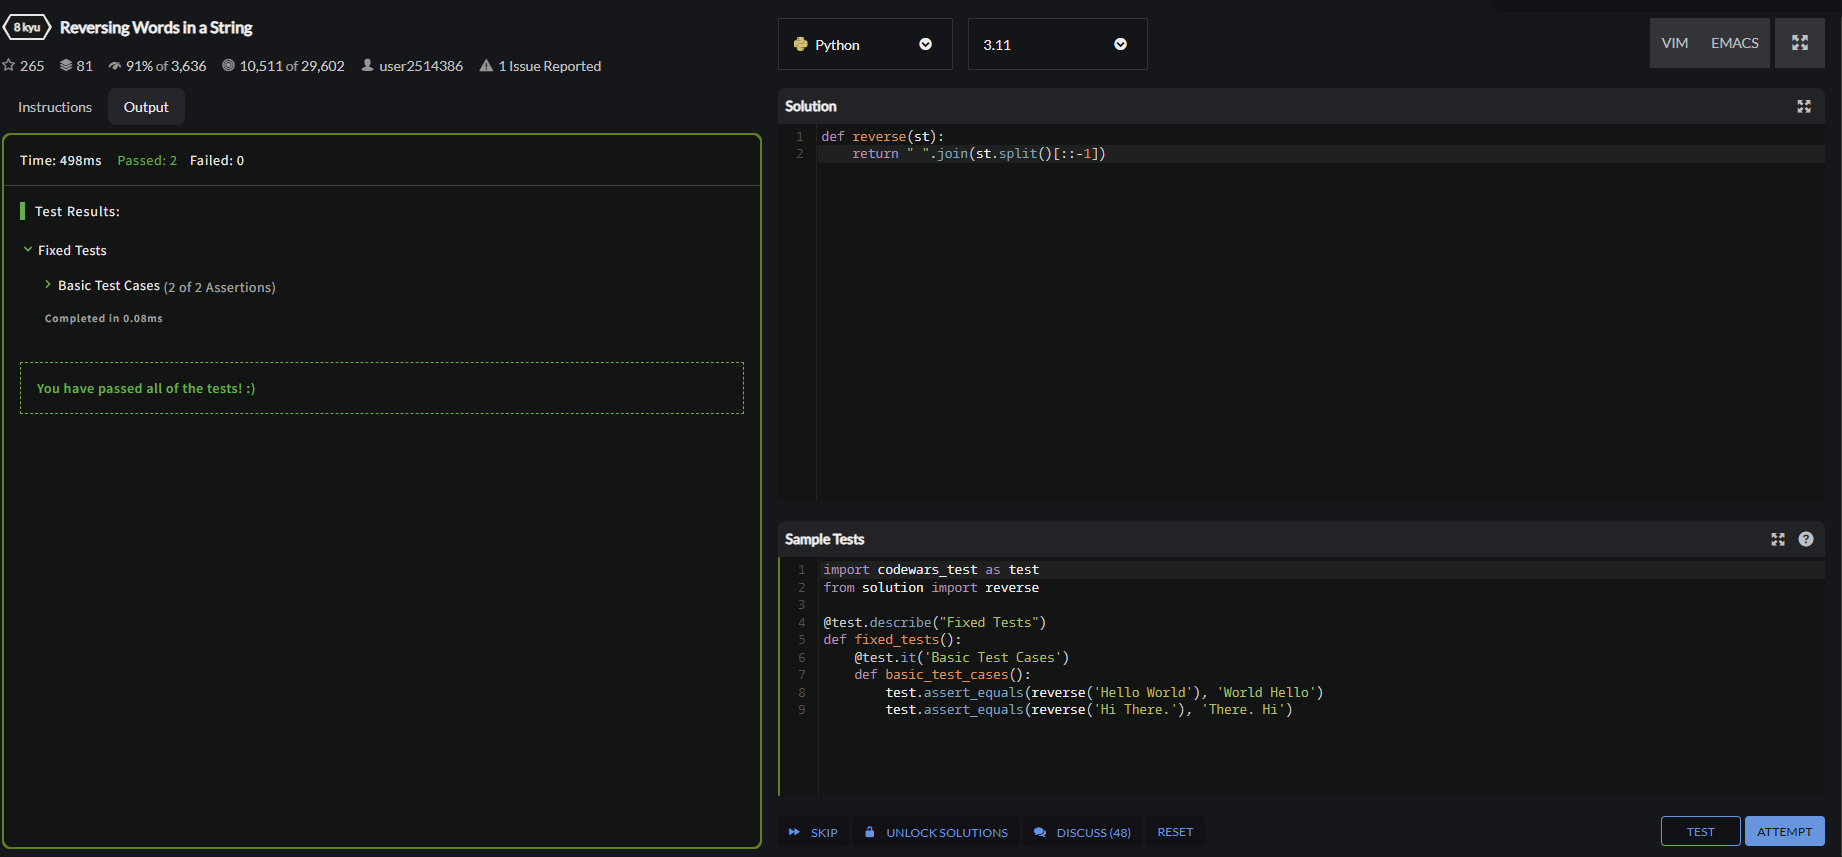 8 kyu Reversing Words in a String
265 81 91% of 3,636 10,511 of 29,602 user2514386 1 Issue Reported
Instructions Output
Time: 498ms Passed: 2 Failed: 0
Test Results:
Fixed Tests
Basic Test Cases (2 of 2 Assertions)
Completed in 0.08ms
You have passed all of the tests! :)
Python 3.11 VIM EMACS
Solution
1 def reverse(st):
2     return " ".join(st.split()[::-1])
Sample Tests ?
1 import codewars_test as test
2 from solution import reverse
3
4 @test.describe("Fixed Tests")
5 def fixed_tests():
6     @test.it('Basic Test Cases')
7     def basic_test_cases():
8         test.assert_equals(reverse('Hello World'), 'World Hello')
9         test.assert_equals(reverse('Hi There.'), 'There. Hi')
SKIP UNLOCK SOLUTIONS DISCUSS (48) RESET TEST ATTEMPT